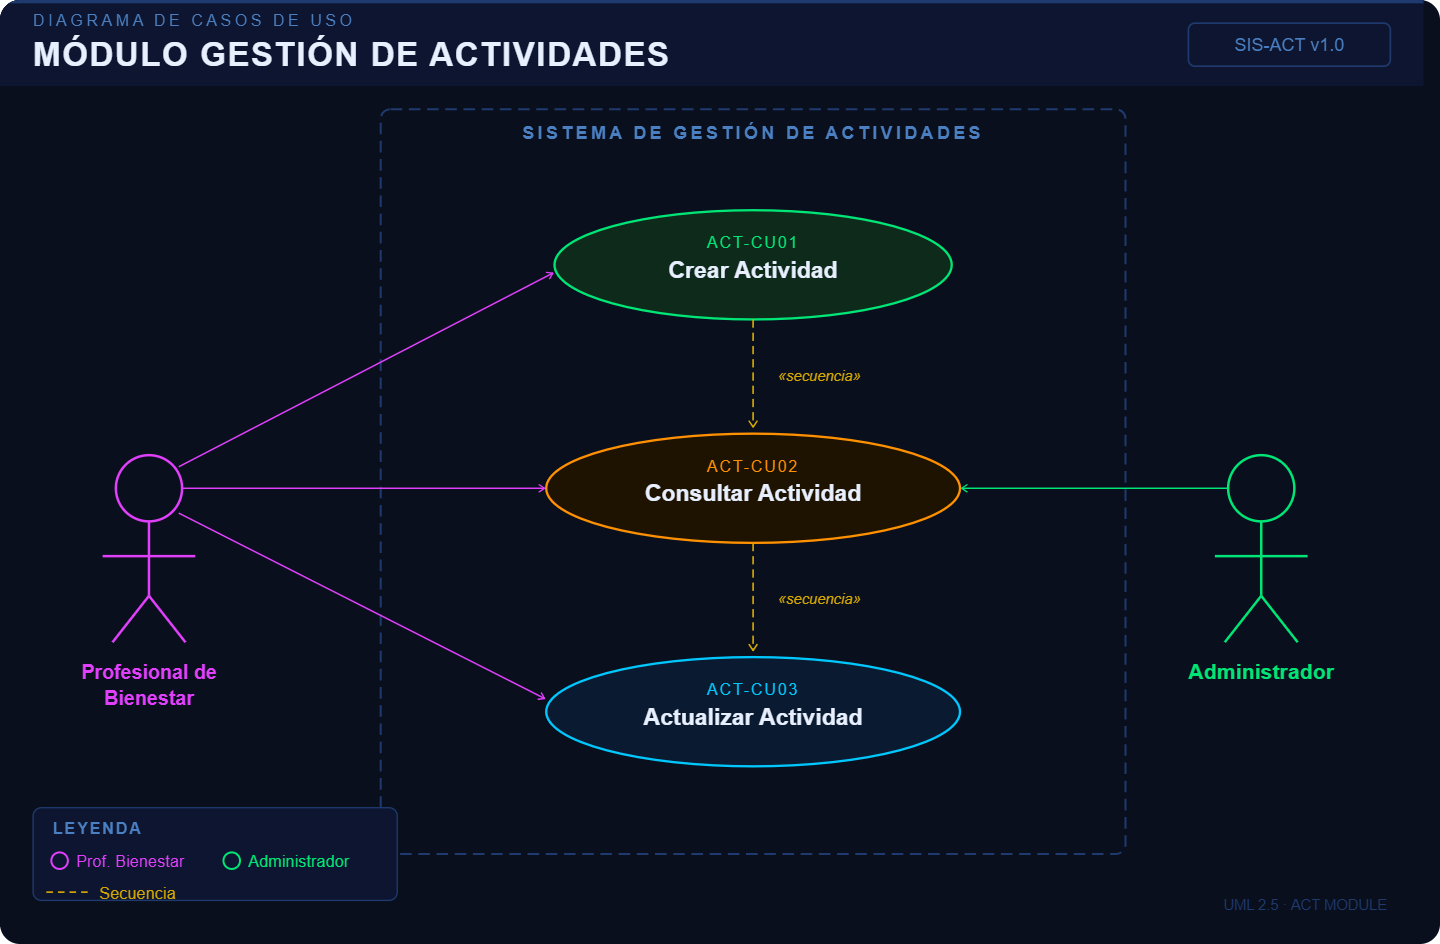 DIAGRAMA DE CASOS DE USO
MÓDULO GESTIÓN DE ACTIVIDADES
SIS-ACT v1.0
SISTEMA DE GESTIÓN DE ACTIVIDADES
ACT-CU01
Crear Actividad
«secuencia»
ACT-CU02
Consultar Actividad
«secuencia»
ACT-CU03
Actualizar Actividad
Profesional de
Bienestar
Administrador
LEYENDA
Prof. Bienestar
Administrador
Secuencia
UML 2.5 · ACT MODULE